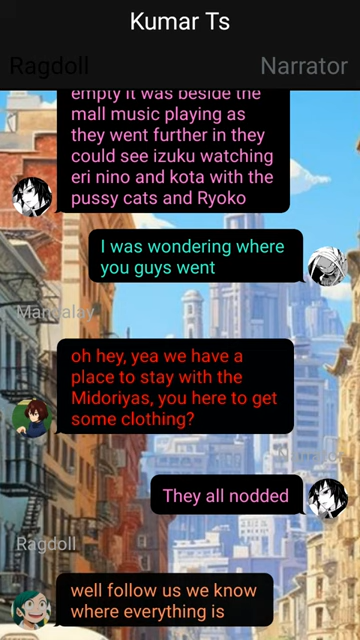 Kumar Ts
Ragdoll
Narrator
empty it was beside the
mall music playing as
they went further in they
could see izuku watching
eri nino and kota with the
pussy cats and Ryoko
I was wondering where
you guys went
Mandalay
oh hey, yea we have a
place to stay with the
Midoriyas, you here to get
some clothing?
Narrator
They all nodded
Ragdoll
well follow us we know
where everything is